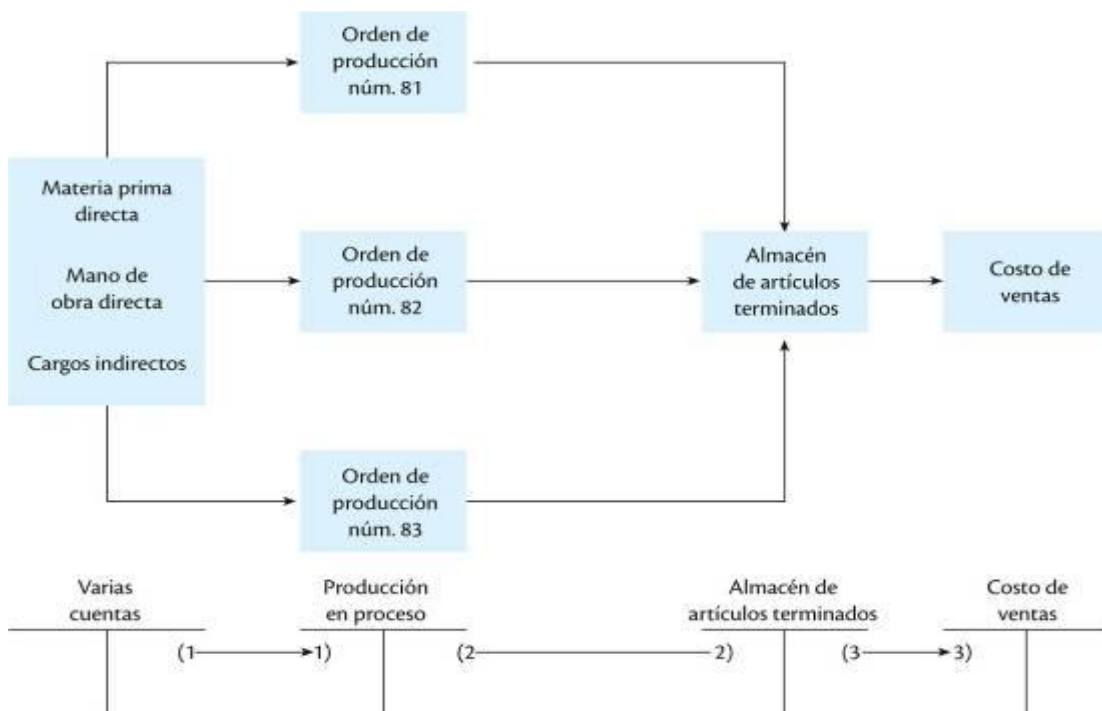 Orden de
producción
núm. 81
Materia prima
directa
Mano de
obra directa
Cargos indirectos
Orden de
producción
núm. 82
Almacén
de artículos
terminados
Costo de
ventas
Orden de
producción
núm. 83
Varias
cuentas
Producción
en proceso
Almacén de
artículos terminados
Costo de
ventas
(1 1) (2 2) (3 3)